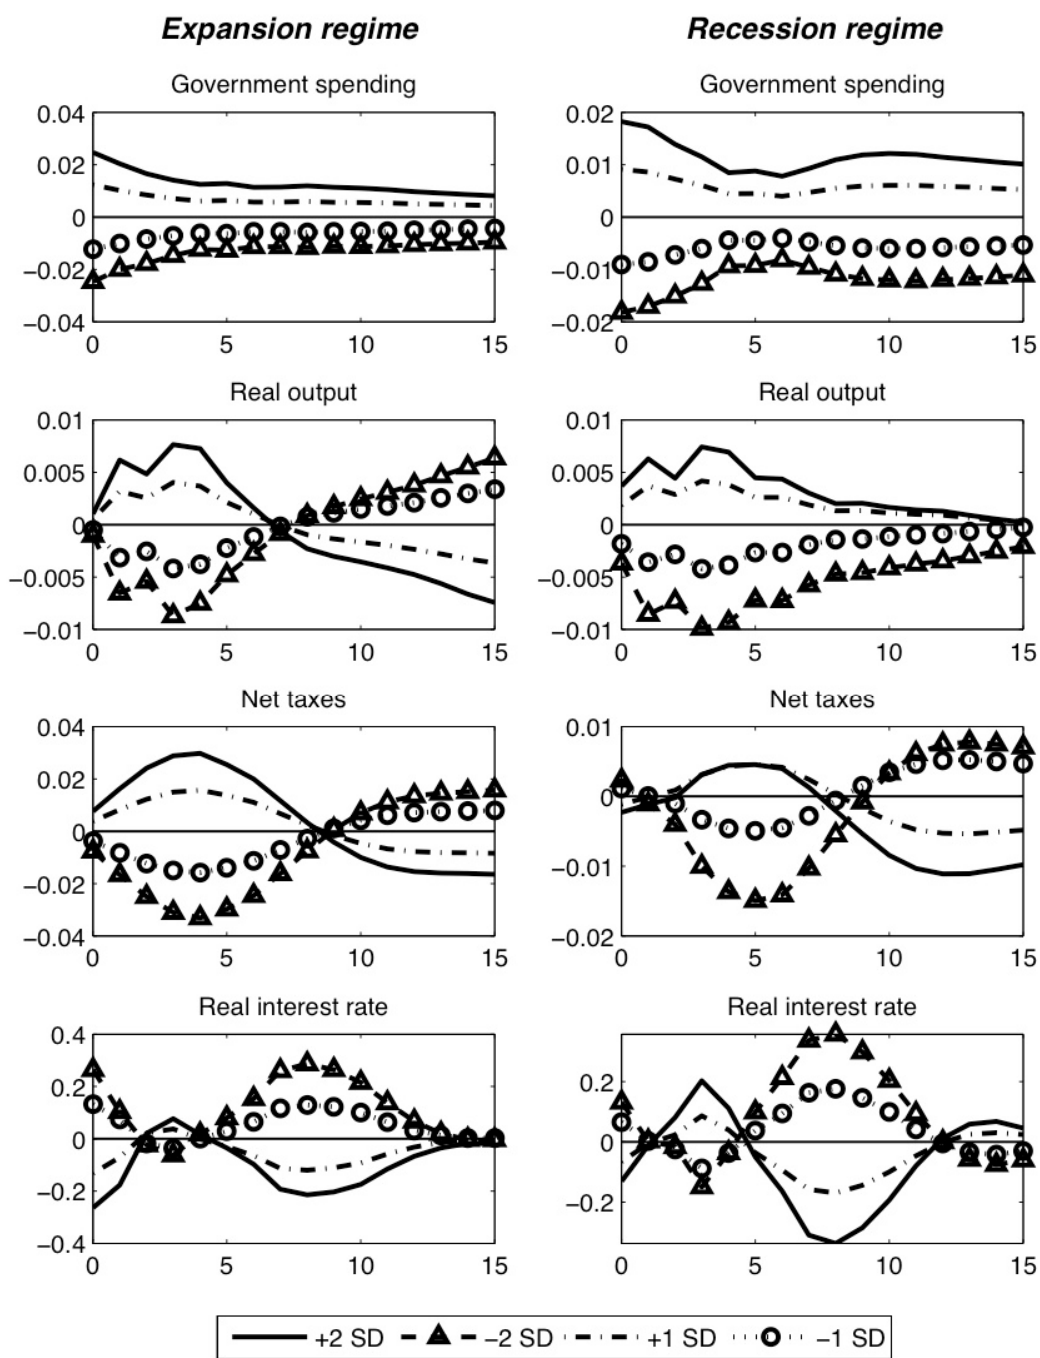 Expansion regime
Recession regime
Government spending
Government spending
0.04
0.02
0
−0.02
−0.04
0 5 10 15
0.02
0.01
0
−0.01
−0.02
0 5 10 15
Real output
Real output
0.01
0.005
0
−0.005
−0.01
0 5 10 15
0.01
0.005
0
−0.005
−0.01
0 5 10 15
Net taxes
Net taxes
0.04
0.02
0
−0.02
−0.04
0 5 10 15
0.01
0
−0.01
−0.02
0 5 10 15
Real interest rate
Real interest rate
0.4
0.2
0
−0.2
−0.4
0 5 10 15
0.2
0
−0.2
0 5 10 15
+2 SD −2 SD +1 SD −1 SD